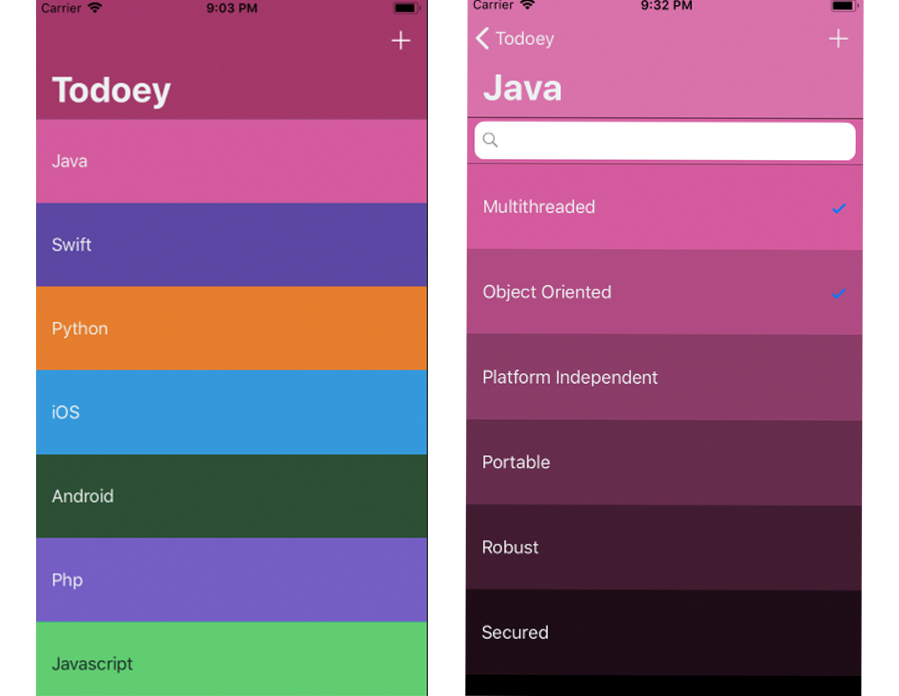 Carrier 9:03 PM
Todoey
Java
Swift
Python
iOS
Android
Php
Javascript
Carrier 9:32 PM
Todoey
Java
Multithreaded
Object Oriented
Platform Independent
Portable
Robust
Secured